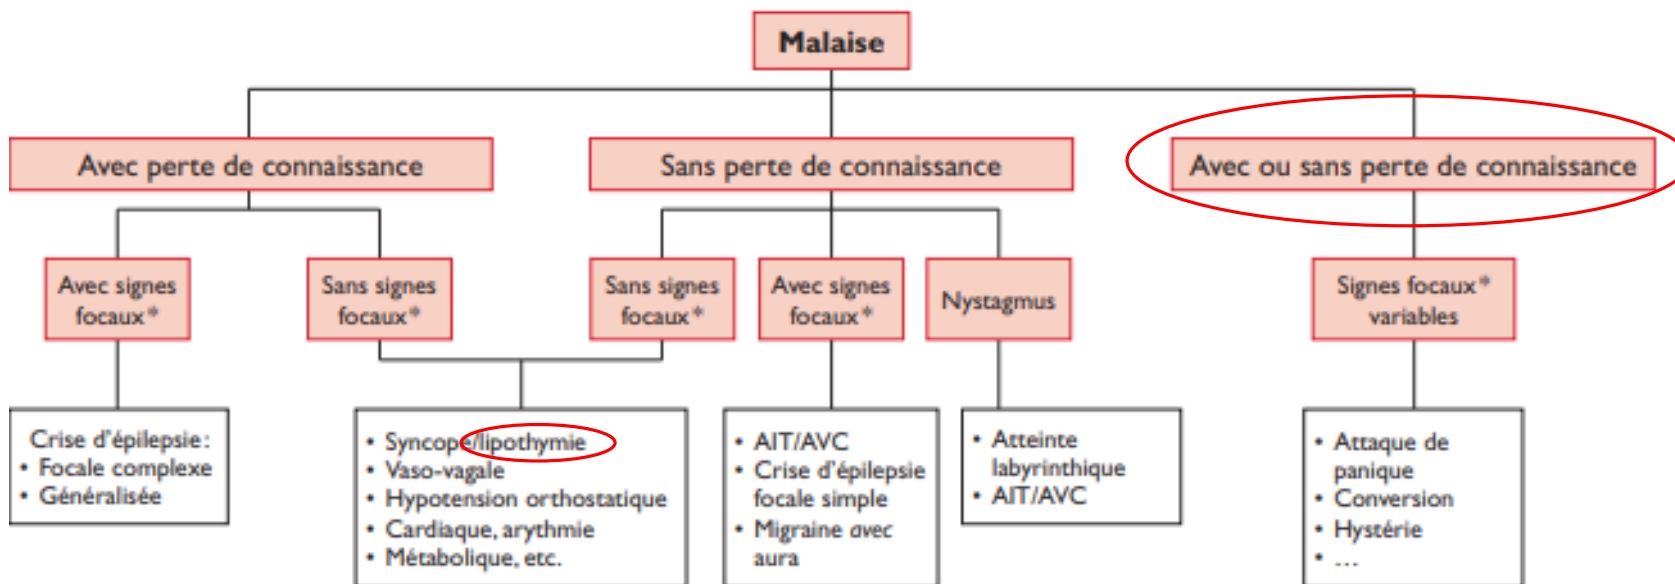 Malaise
Avec perte de connaissance
Sans perte de connaissance
Avec ou sans perte de connaissance
Avec signes
focaux*
Sans signes
focaux*
Sans signes
focaux*
Avec signes
focaux*
Nystagmus
Signes focaux*
variables
Crise d'épilepsie:
• Focale complexe
• Généralisée
• Syncope/lipothymie
• Vaso-vagale
• Hypotension orthostatique
• Cardiaque, arythmie
• Métabolique, etc.
• AIT/AVC
• Crise d'épilepsie
focale simple
• Migraine avec
aura
• Atteinte
labyrinthique
• AIT/AVC
• Attaque de
panique
• Conversion
• Hystérie
• ...